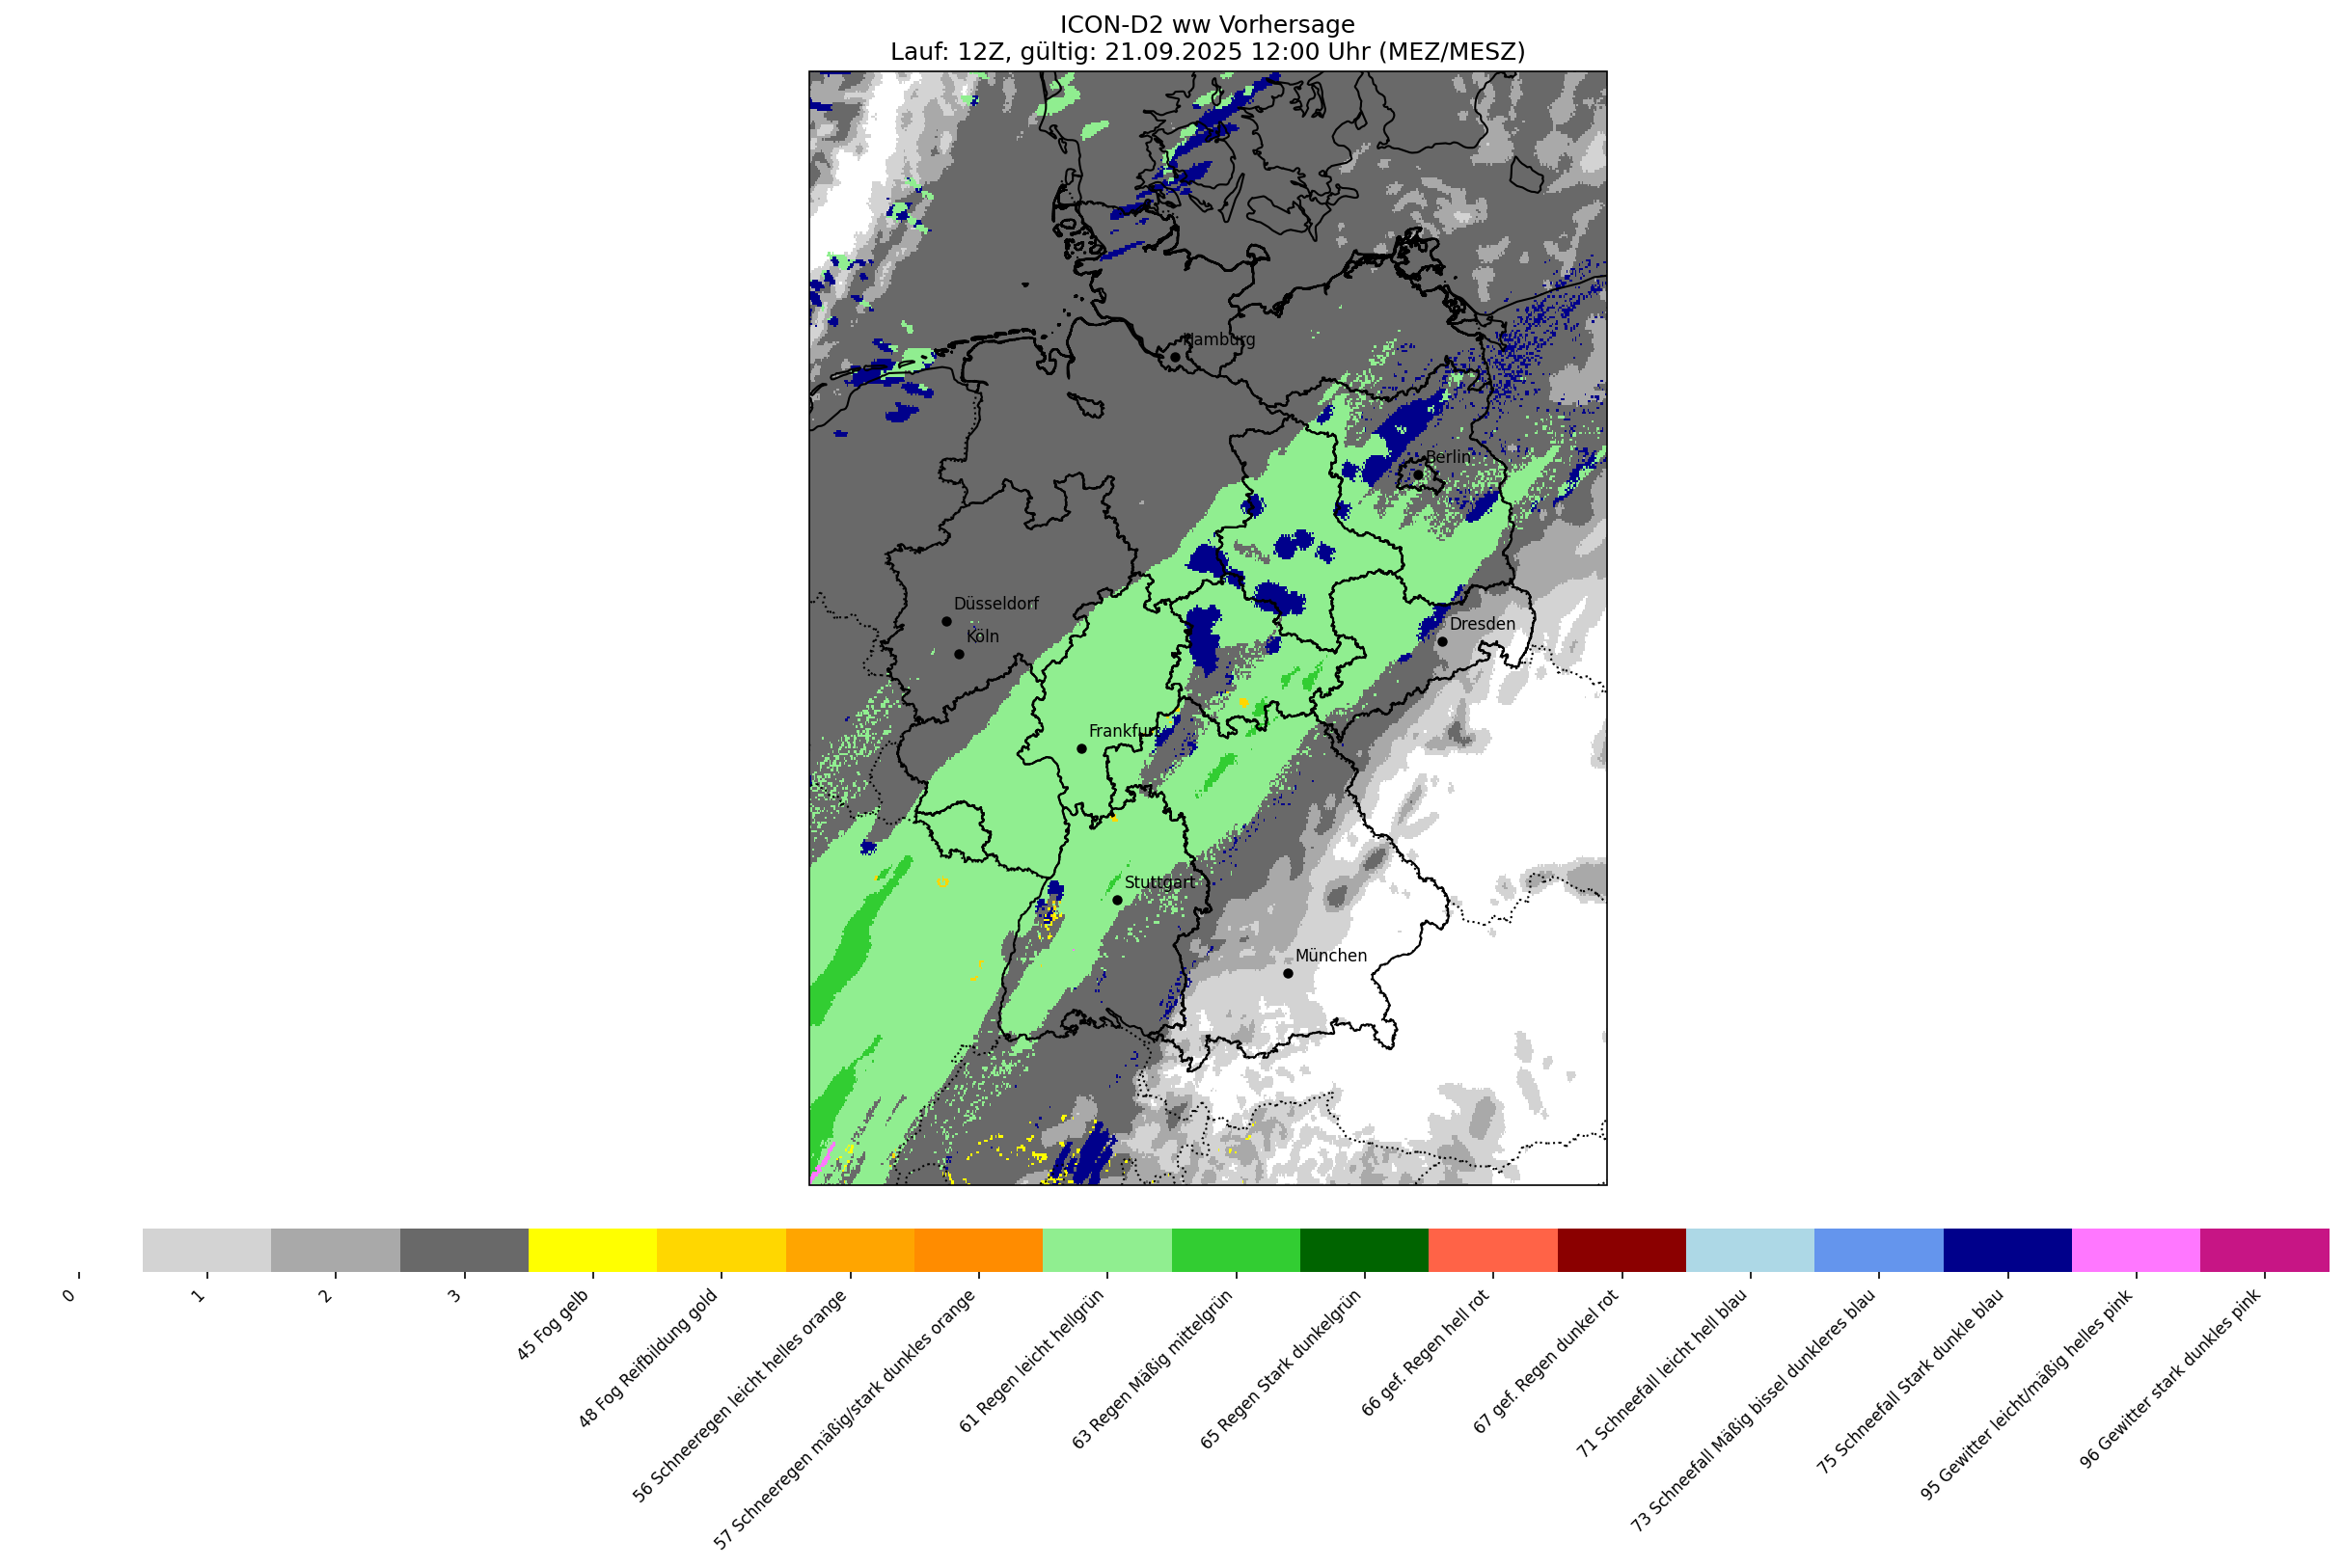 ICON-D2 ww Vorhersage
Lauf: 12Z, gültig: 21.09.2025 12:00 Uhr (MEZ/MESZ)
Hamburg
Berlin
Düsseldorf
Köln
Dresden
Frankfurt
Stuttgart
München
0
1
2
3
45 Fog gelb
48 Fog Reifbildung gold
56 Schneeregen leicht helles orange
57 Schneeregen mäßig/stark dunkles orange
61 Regen leicht hellgrün
63 Regen Mäßig mittelgrün
65 Regen Stark dunkelgrün
66 gef. Regen hell rot
67 gef. Regen dunkel rot
71 Schneefall leicht hell blau
73 Schneefall Mäßig bissel dunkleres blau
75 Schneefall Stark dunkle blau
95 Gewitter leicht/mäßig helles pink
96 Gewitter stark dunkles pink